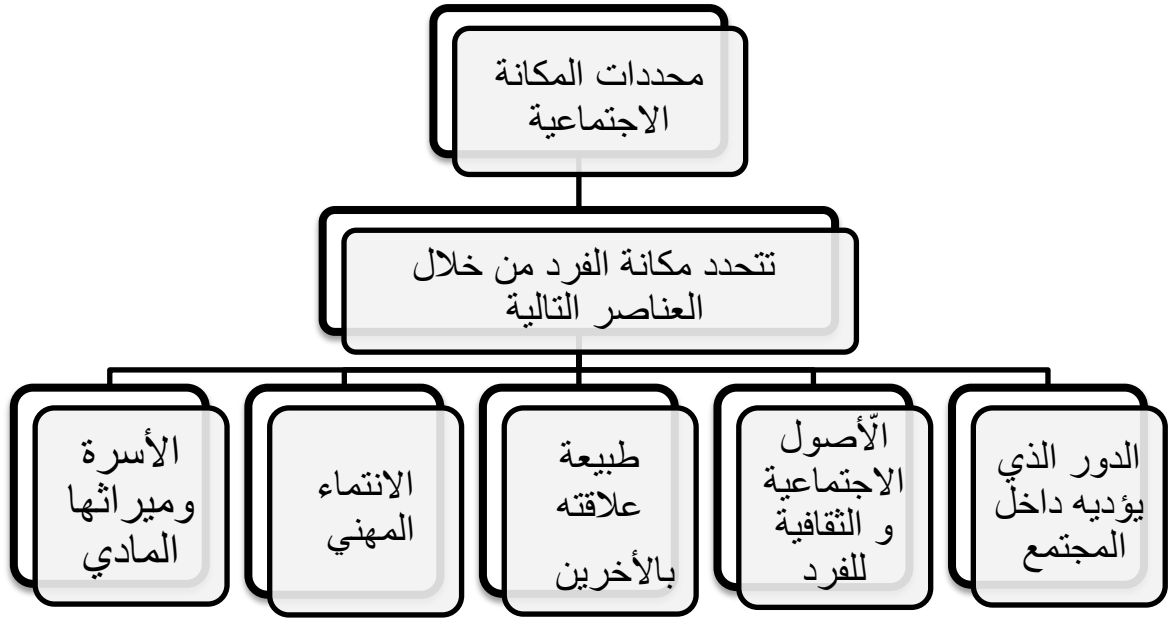 محددات المكانة
الاجتماعية
تتحدد مكانة الفرد من خلال
العناصر التالية
الدور الذي
يؤديه داخل
المجتمع
الّأصول
الاجتماعية
و الثقافية
للفرد
طبيعة
علاقته
بالأخرين
الانتماء
المهني
الأسرة
وميراثها
المادي